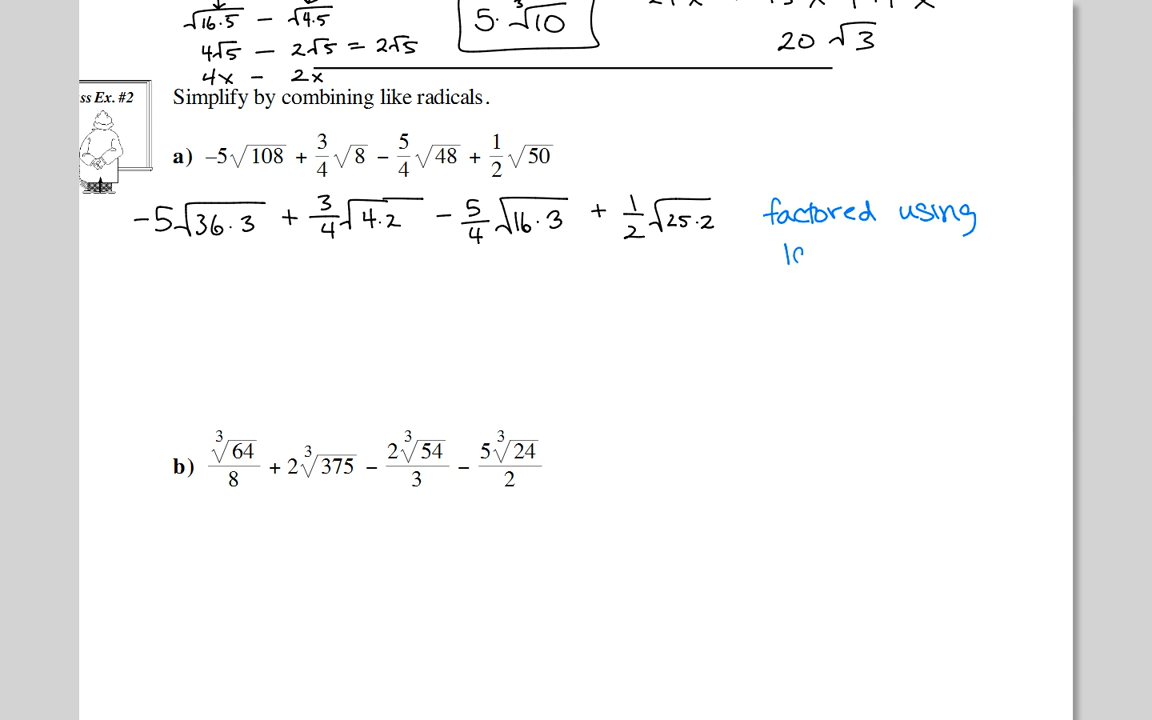 √16·5 − √4·5
4√5 − 2√5 = 2√5
4x − 2x
5·∛10
20 √3
ss Ex. #2
Simplify by combining like radicals.
a) –5√108 + 3/4 √8 – 5/4 √48 + 1/2 √50
-5√36·3 + 3/4 √4·2 - 5/4 √16·3 + 1/2 √25·2 factored using
b) ∛64/8 + 2∛375 – 2∛54/3 – 5∛24/2